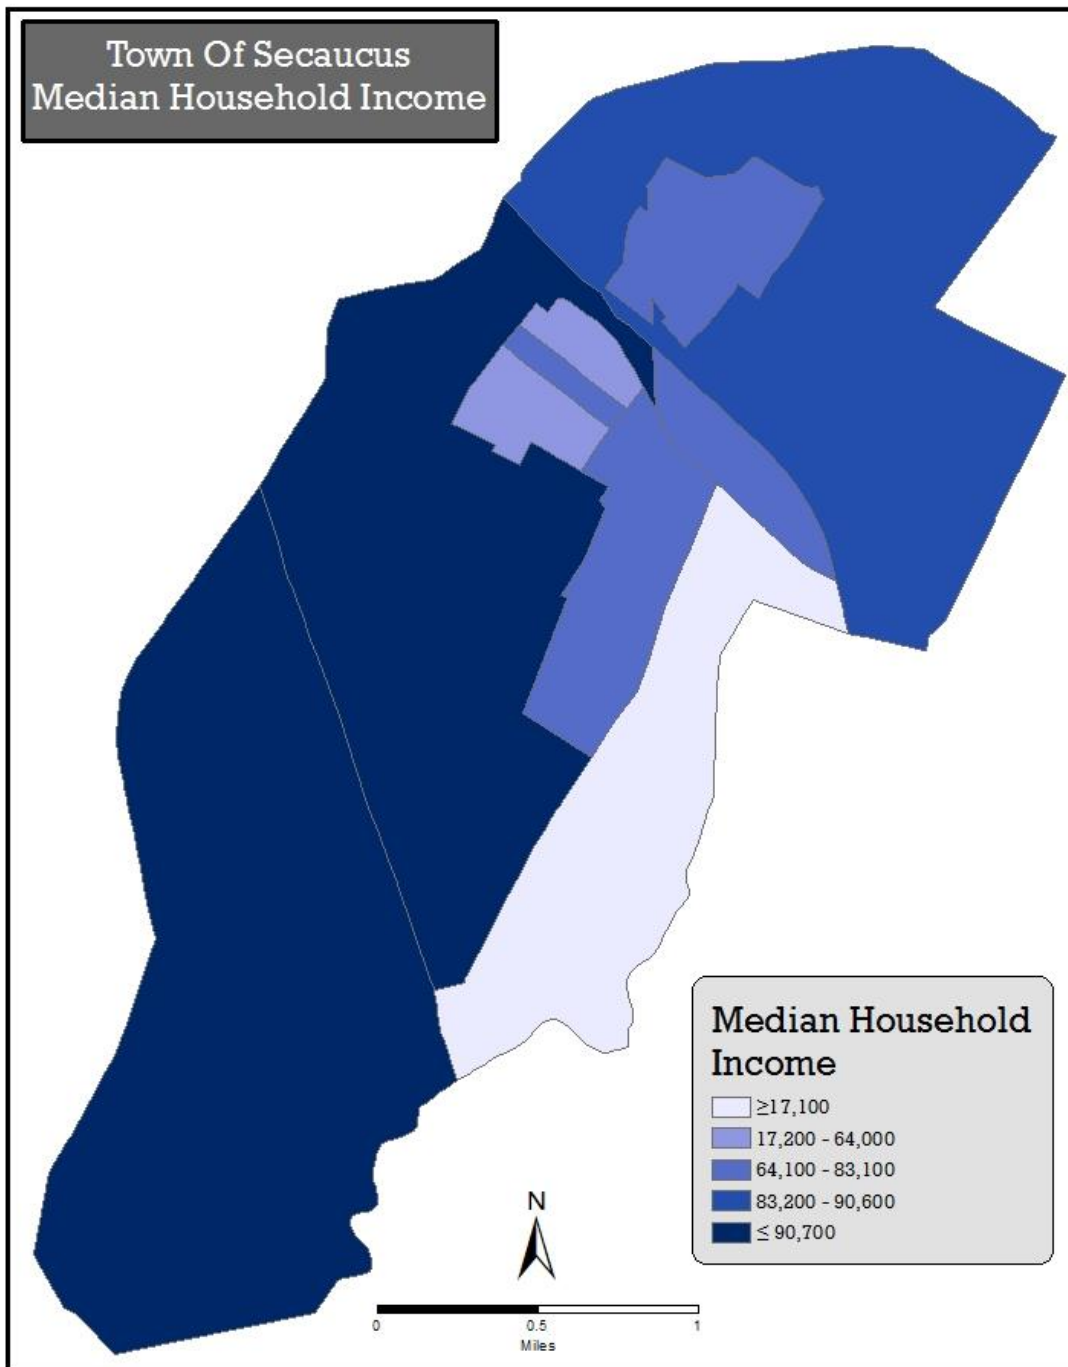 Town Of Secaucus
Median Household Income
Median Household
Income
≥17,100
17,200 - 64,000
64,100 - 83,100
83,200 - 90,600
≤ 90,700
N
0 0.5 1
Miles